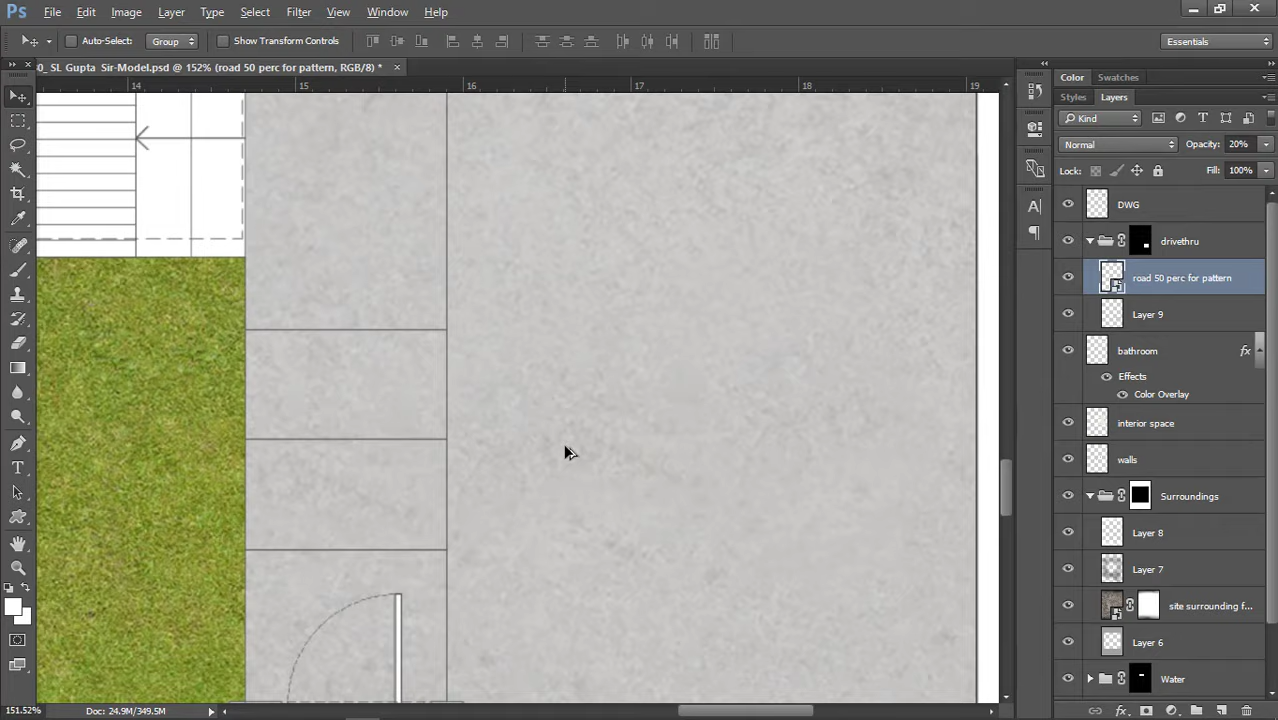 Ps File Edit Image Layer Type Select Filter 3D View Window Help
Auto-Select: Group Show Transform Controls Essentials
0_ SL Gupta Sir-Model.psd @ 152% (road 50 perc for pattern, RGB/8) *
14 15 16 17 18 19
Color Swatches
Styles Layers
Kind
Normal Opacity: 20%
Lock: Fill: 100%
DWG
drivethru
road 50 perc for pattern
Layer 9
bathroom fx
Effects
Color Overlay
interior space
walls
Surroundings
Layer 8
Layer 7
site surrounding f...
Layer 6
Water
151.52% Doc: 24.9M/349.5M